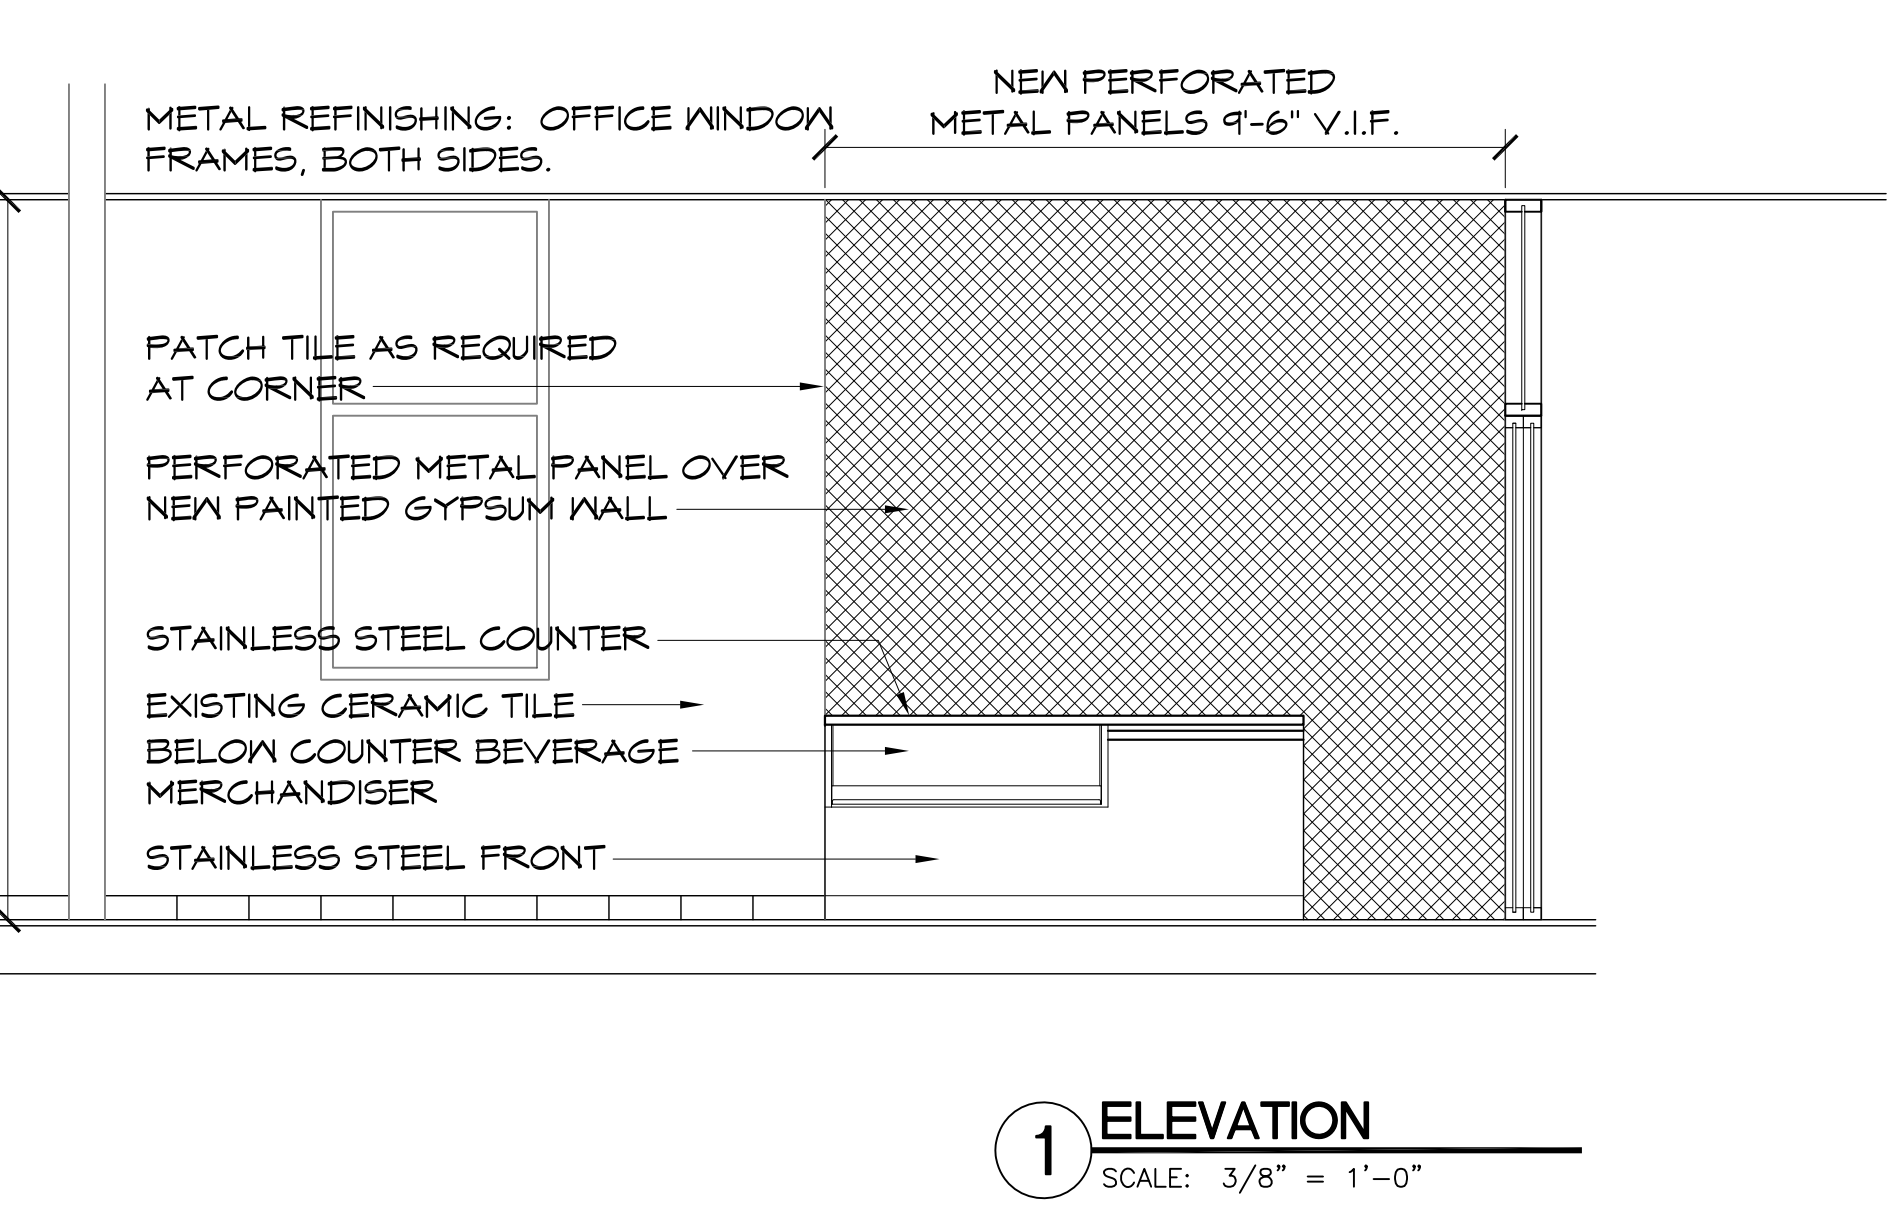 NEW PERFORATED
METAL PANELS 9'-6" V.I.F.
METAL REFINISHING: OFFICE WINDOW
FRAMES, BOTH SIDES.
PATCH TILE AS REQUIRED
AT CORNER
PERFORATED METAL PANEL OVER
NEW PAINTED GYPSUM WALL
STAINLESS STEEL COUNTER
EXISTING CERAMIC TILE
BELOW COUNTER BEVERAGE
MERCHANDISER
STAINLESS STEEL FRONT
1
ELEVATION
SCALE: 3/8" = 1'-0"